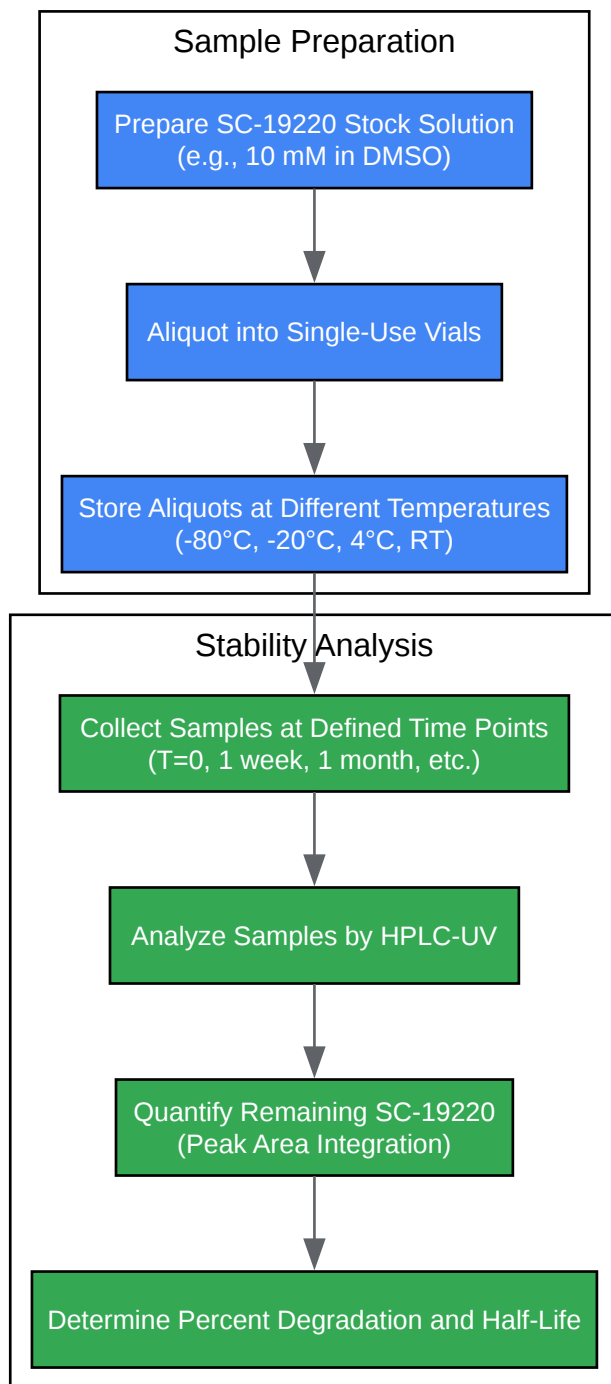 Sample Preparation
Prepare SC-19220 Stock Solution
(e.g., 10 mM in DMSO)
Aliquot into Single-Use Vials
Store Aliquots at Different Temperatures
(-80°C, -20°C, 4°C, RT)
Stability Analysis
Collect Samples at Defined Time Points
(T=0, 1 week, 1 month, etc.)
Analyze Samples by HPLC-UV
Quantify Remaining SC-19220
(Peak Area Integration)
Determine Percent Degradation and Half-Life